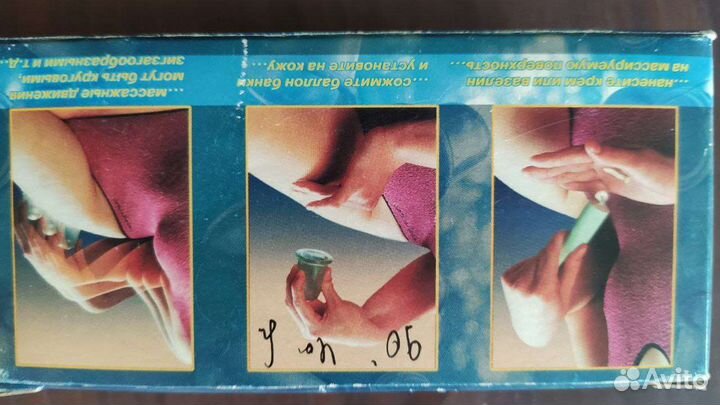 ...нанесите крем или вазелин
на массируемую поверхность...
...сожмите баллон банки
и установите на кожу...
...массажные движения
могут быть круговыми,
зигзагообразными и т.д.
Avito